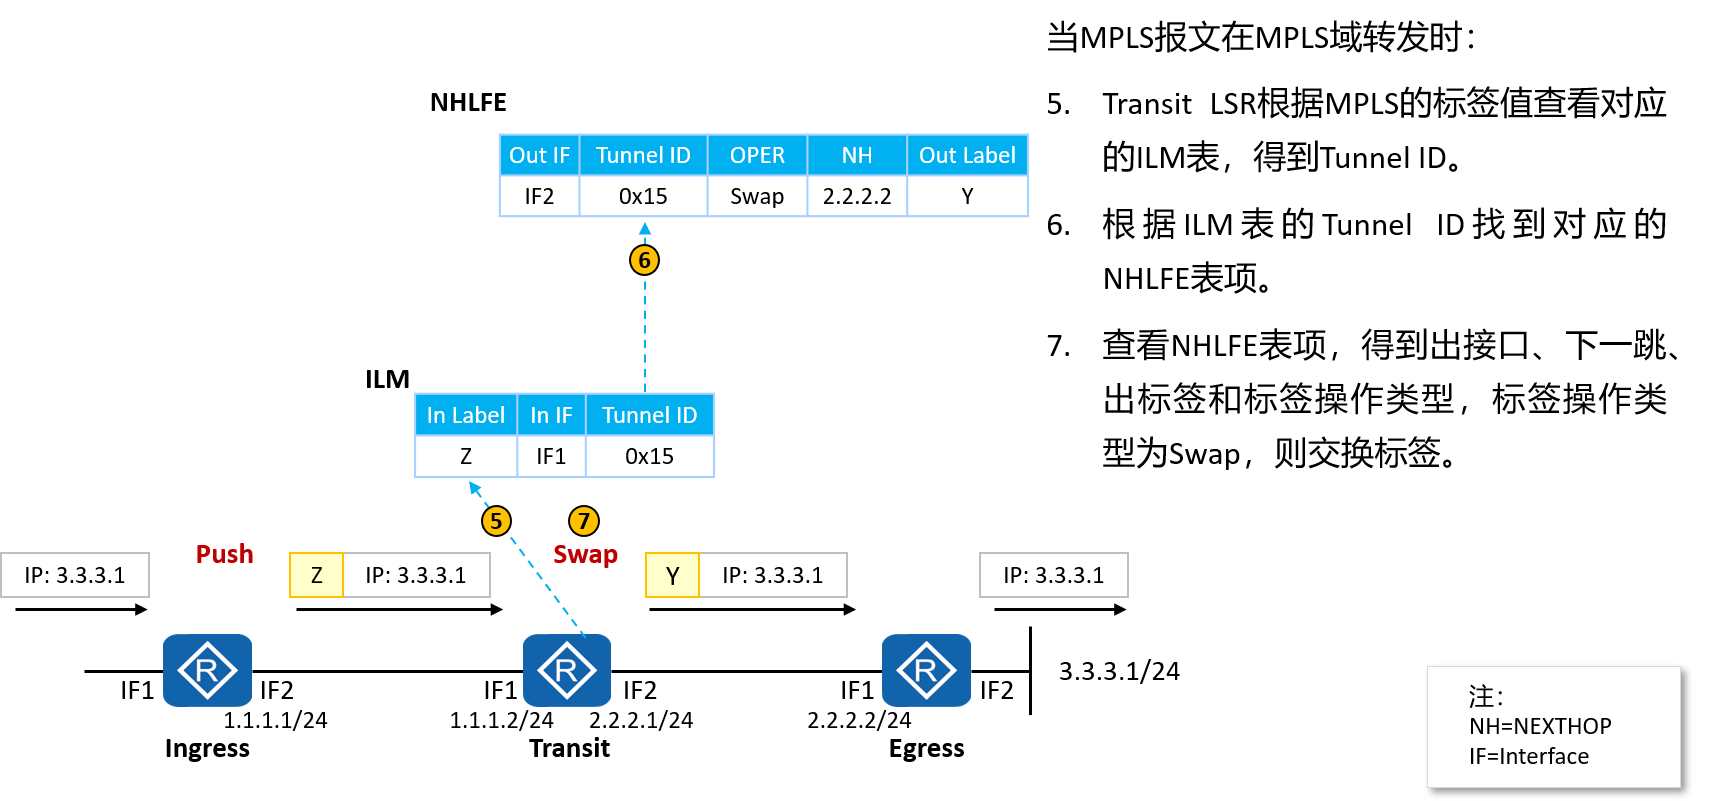 当MPLS报文在MPLS域转发时：
5. Transit LSR根据MPLS的标签值查看对应
的ILM表，得到Tunnel ID。
6. 根据ILM表的Tunnel ID找到对应的
NHLFE表项。
7. 查看NHLFE表项，得到出接口、下一跳、
出标签和标签操作类型，标签操作类
型为Swap，则交换标签。
NHLFE
Out IF Tunnel ID OPER NH Out Label
IF2 0x15 Swap 2.2.2.2 Y
6
ILM
In Label In IF Tunnel ID
Z IF1 0x15
5 7
Push Swap
IP: 3.3.3.1 Z IP: 3.3.3.1 Y IP: 3.3.3.1 IP: 3.3.3.1
R R R
3.3.3.1/24
IF1 IF2 IF1 IF2 IF1 IF2
1.1.1.1/24 1.1.1.2/24 2.2.2.1/24 2.2.2.2/24
Ingress Transit Egress
注：
NH=NEXTHOP
IF=Interface